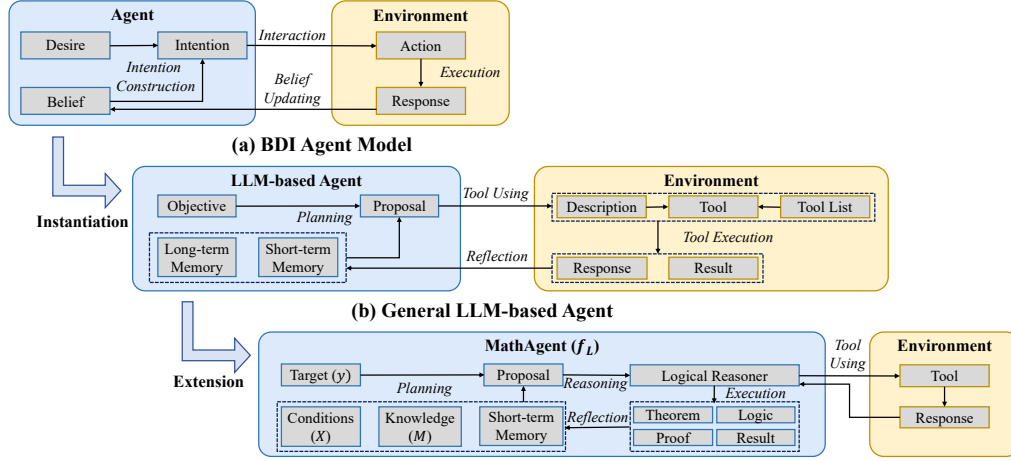 Agent
Environment
Desire
Intention
Interaction
Action
Intention
Construction
Execution
Belief
Updating
Belief
Response
(a) BDI Agent Model
Instantiation
LLM-based Agent
Environment
Objective
Planning
Proposal
Tool Using
Description
Tool
Tool List
Long-term
Memory
Short-term
Memory
Tool Execution
Reflection
Response
Result
(b) General LLM-based Agent
Extension
MathAgent (f_L)
Tool
Using
Environment
Target (y)
Planning
Proposal
Reasoning
Logical Reasoner
Tool
Execution
Conditions
(X)
Knowledge
(M)
Short-term
Memory
Reflection
Theorem
Logic
Proof
Result
Response